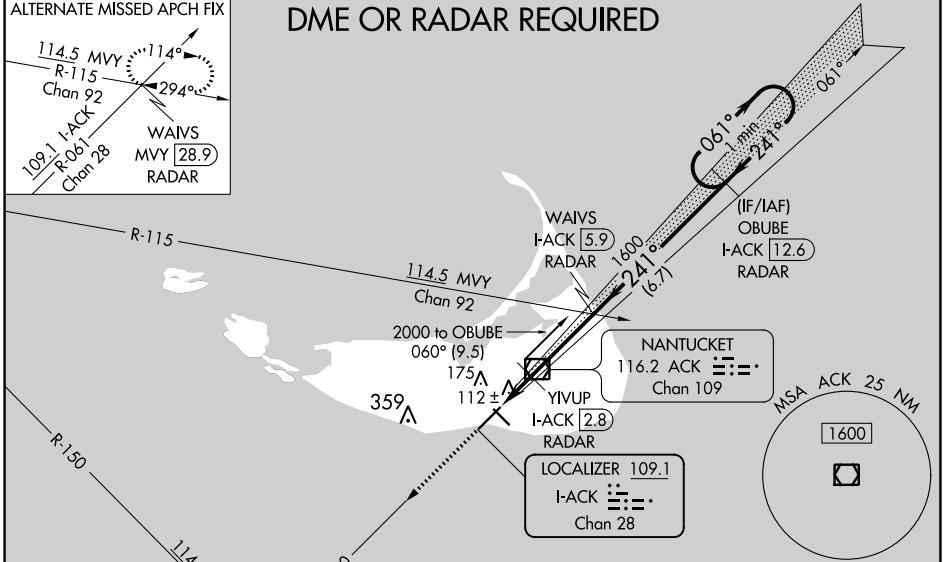 ALTERNATE MISSED APCH FIX
114.5 MVY
R-115
Chan 92
114°
294°
109.1 I-ACK
R-061
Chan 28
WAIVS
MVY 28.9
RADAR
DME OR RADAR REQUIRED
061°
061°
1 min
241°
(IF/IAF)
OBUBE
I-ACK 12.6
RADAR
WAIVS
I-ACK 5.9
RADAR
1600
241°
(6.7)
R-115
114.5 MVY
Chan 92
2000 to OBUBE
060° (9.5)
175
112 ±
359
YIVUP
I-ACK 2.8
RADAR
NANTUCKET
116.2 ACK
Chan 109
LOCALIZER 109.1
I-ACK
Chan 28
MSA ACK 25 NM
1600
R-150